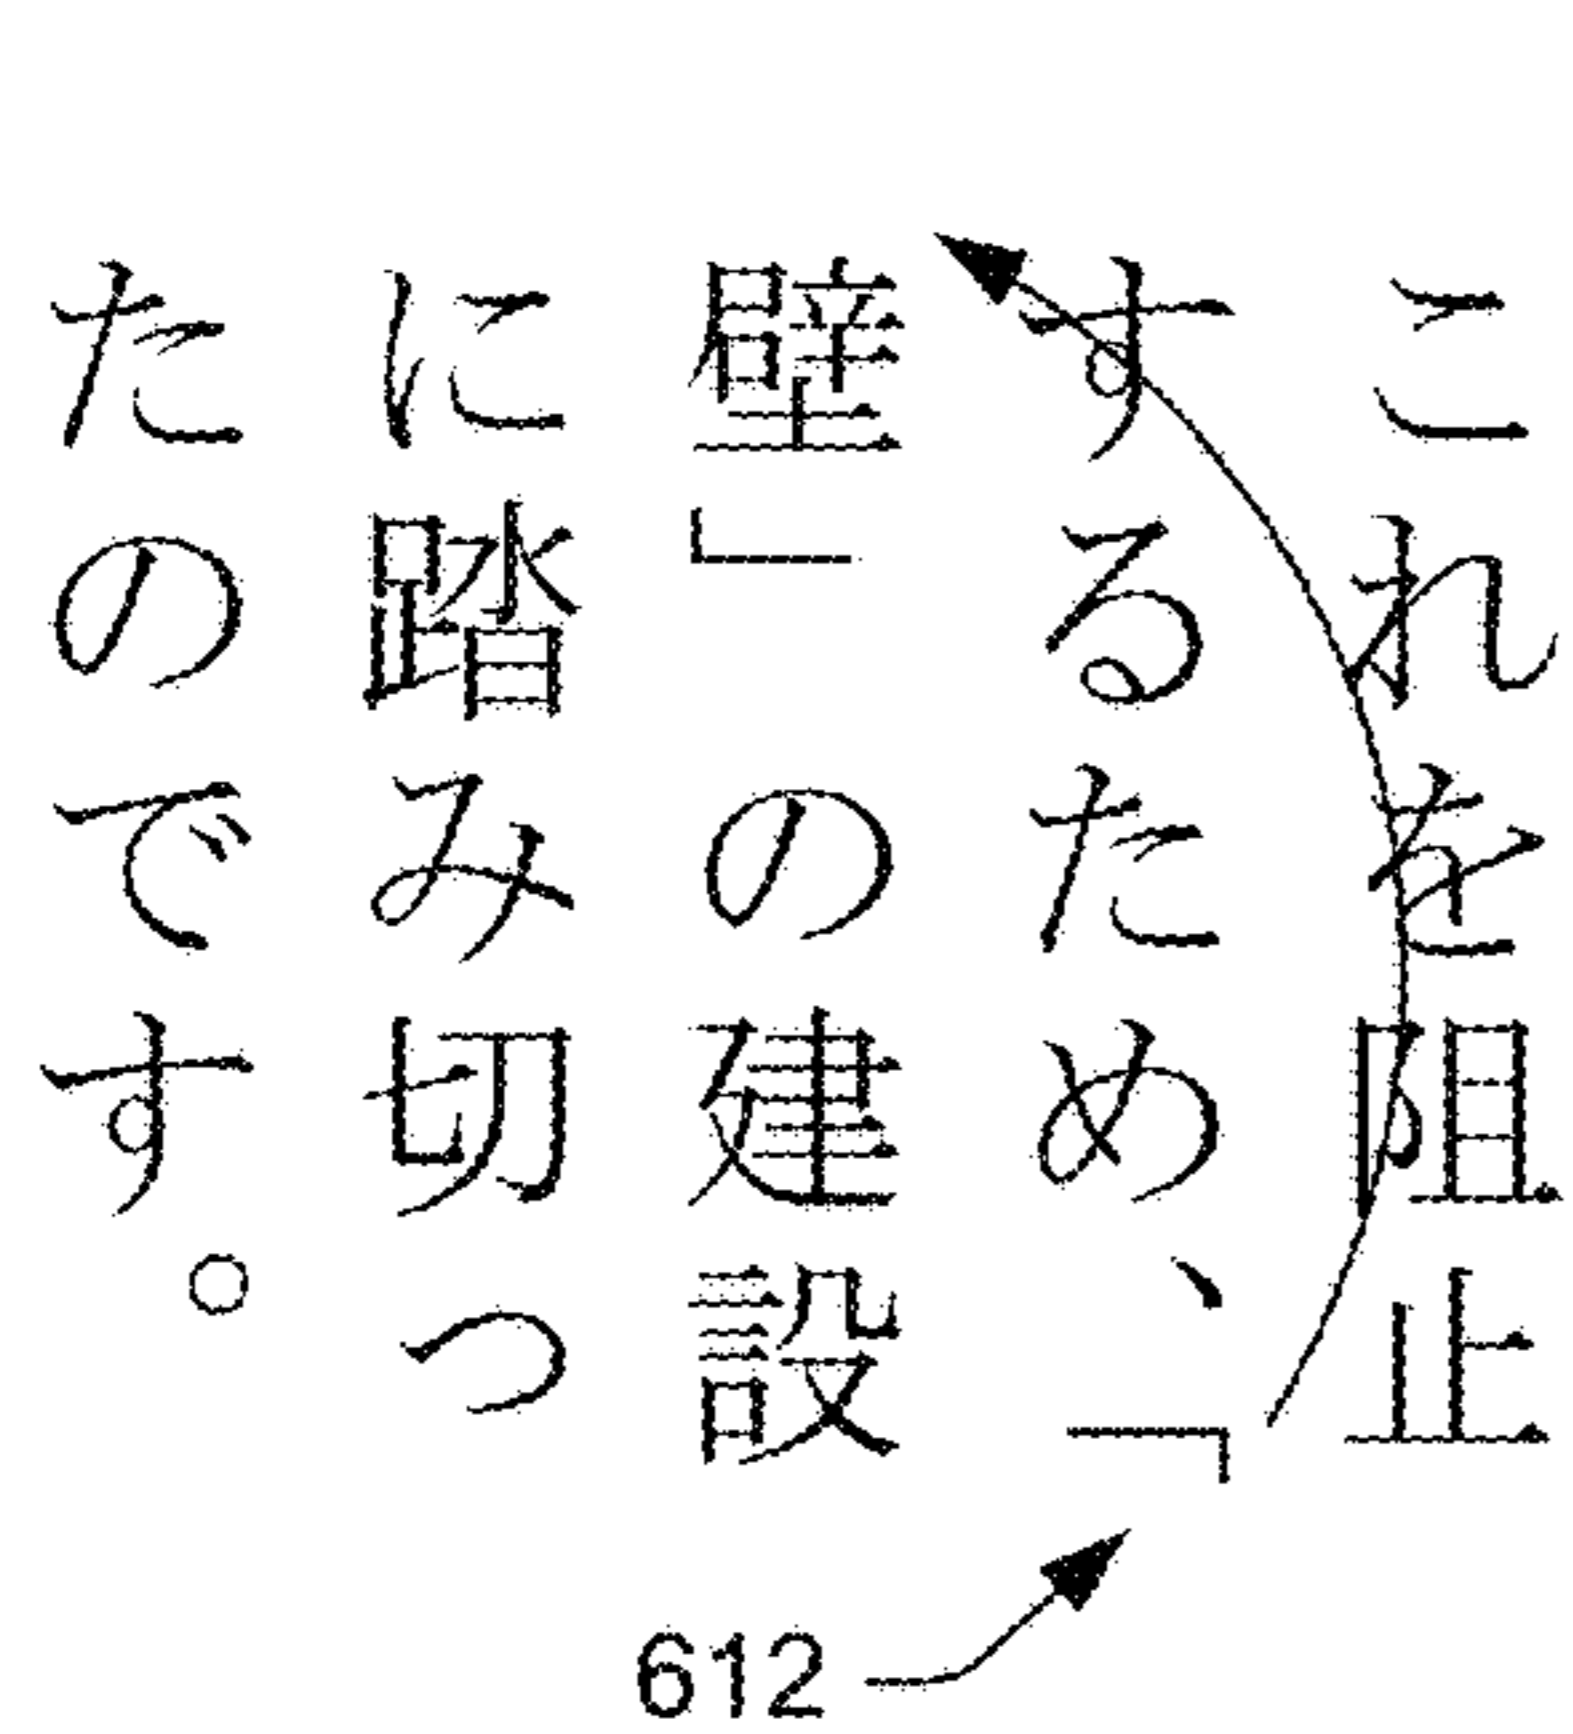 これを阻止
するため、「
壁」の建設
に踏み切っ
たのです。
612